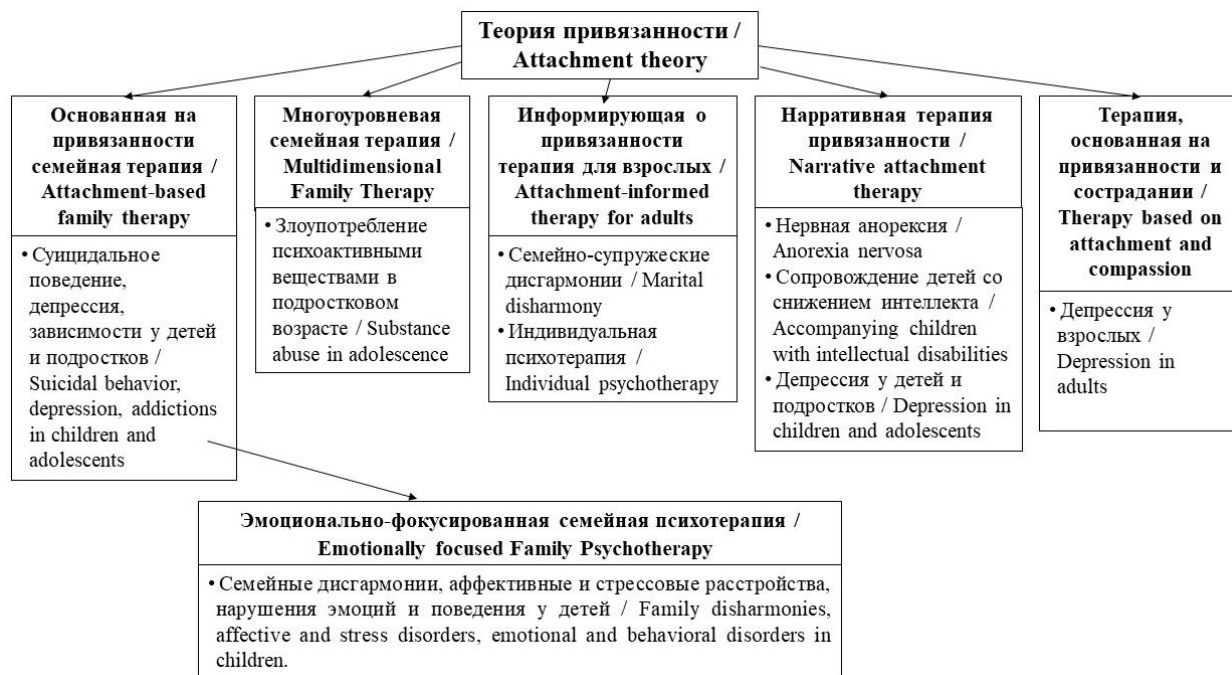 Теория привязанности /
Attachment theory
Основанная на
привязанности
семейная терапия /
Attachment-based
family therapy
• Суицидальное
поведение,
депрессия,
зависимости у детей
и подростков /
Suicidal behavior,
depression, addictions
in children and
adolescents
Многоуровневая
семейная терапия /
Multidimensional
Family Therapy
• Злоупотребление
психоактивными
веществами в
подростковом
возрасте / Substance
abuse in adolescence
Информирующая о
привязанности
терапия для взрослых /
Attachment-informed
therapy for adults
• Семейно-супружеские
дисгармонии / Marital
disharmony
• Индивидуальная
психотерапия /
Individual psychotherapy
Нарративная терапия
привязанности /
Narrative attachment
therapy
• Нервная анорексия /
Anorexia nervosa
• Сопровождение детей со
снижением интеллекта /
Accompanying children
with intellectual disabilities
• Депрессия у детей и
подростков / Depression in
children and adolescents
Терапия,
основанная на
привязанности и
сострадании /
Therapy based on
attachment and
compassion
• Депрессия у
взрослых /
Depression in
adults
Эмоционально-фокусированная семейная психотерапия /
Emotionally focused Family Psychotherapy
• Семейные дисгармонии, аффективные и стрессовые расстройства,
нарушения эмоций и поведения у детей / Family disharmonies,
affective and stress disorders, emotional and behavioral disorders in
children.